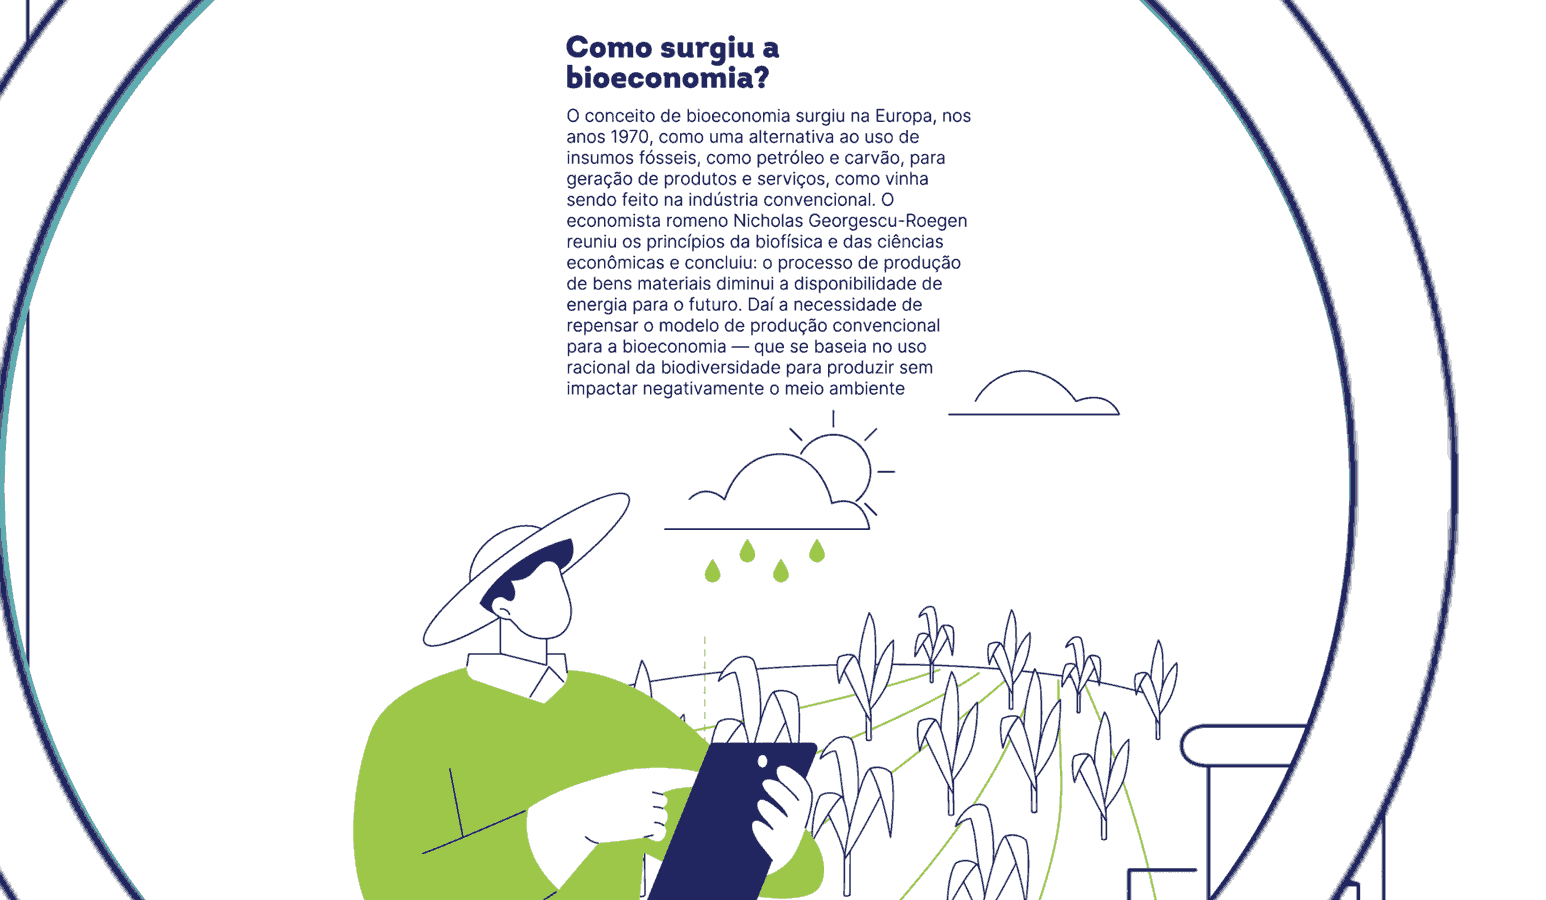 Como surgiu a
bioeconomia?
O conceito de bioeconomia surgiu na Europa, nos
anos 1970, como uma alternativa ao uso de
insumos fósseis, como petróleo e carvão, para
geração de produtos e serviços, como vinha
sendo feito na indústria convencional. O
economista romeno Nicholas Georgescu-Roegen
reuniu os princípios da biofísica e das ciências
econômicas e concluiu: o processo de produção
de bens materiais diminui a disponibilidade de
energia para o futuro. Daí a necessidade de
repensar o modelo de produção convencional
para a bioeconomia — que se baseia no uso
racional da biodiversidade para produzir sem
impactar negativamente o meio ambiente